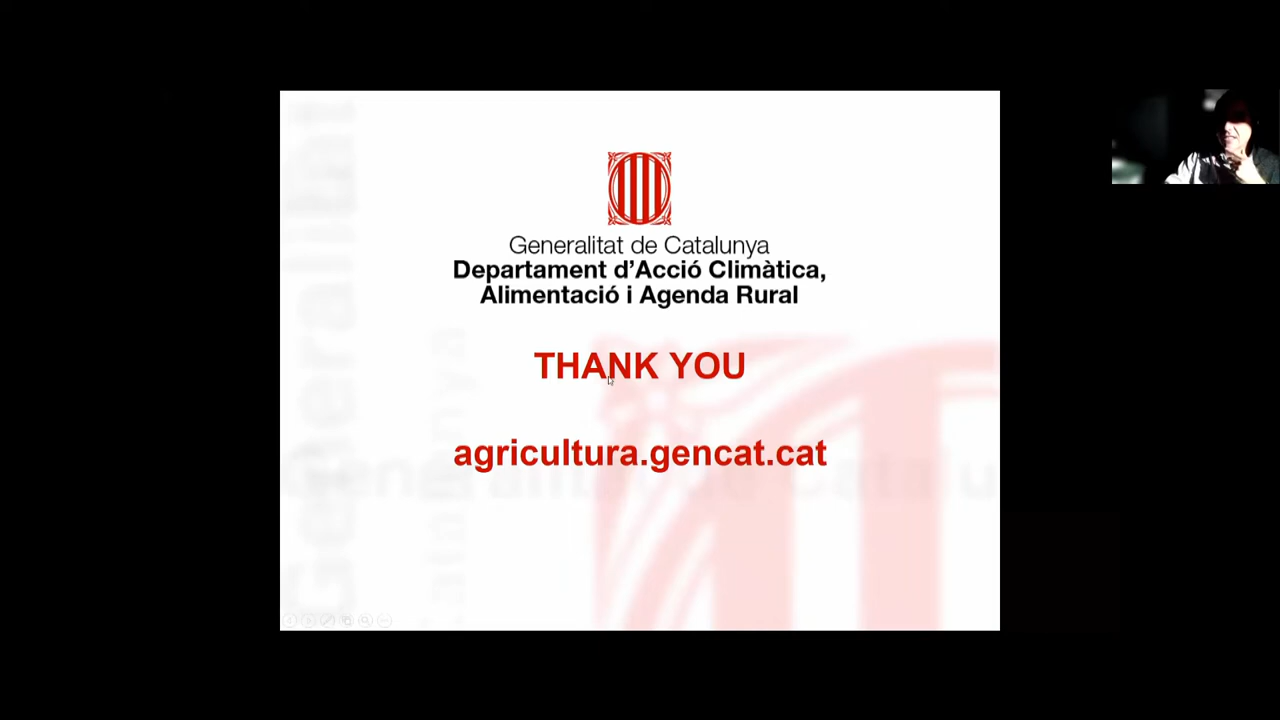 Generalitat de Catalunya
Departament d'Acció Climàtica,
Alimentació i Agenda Rural
THANK YOU
agricultura.gencat.cat